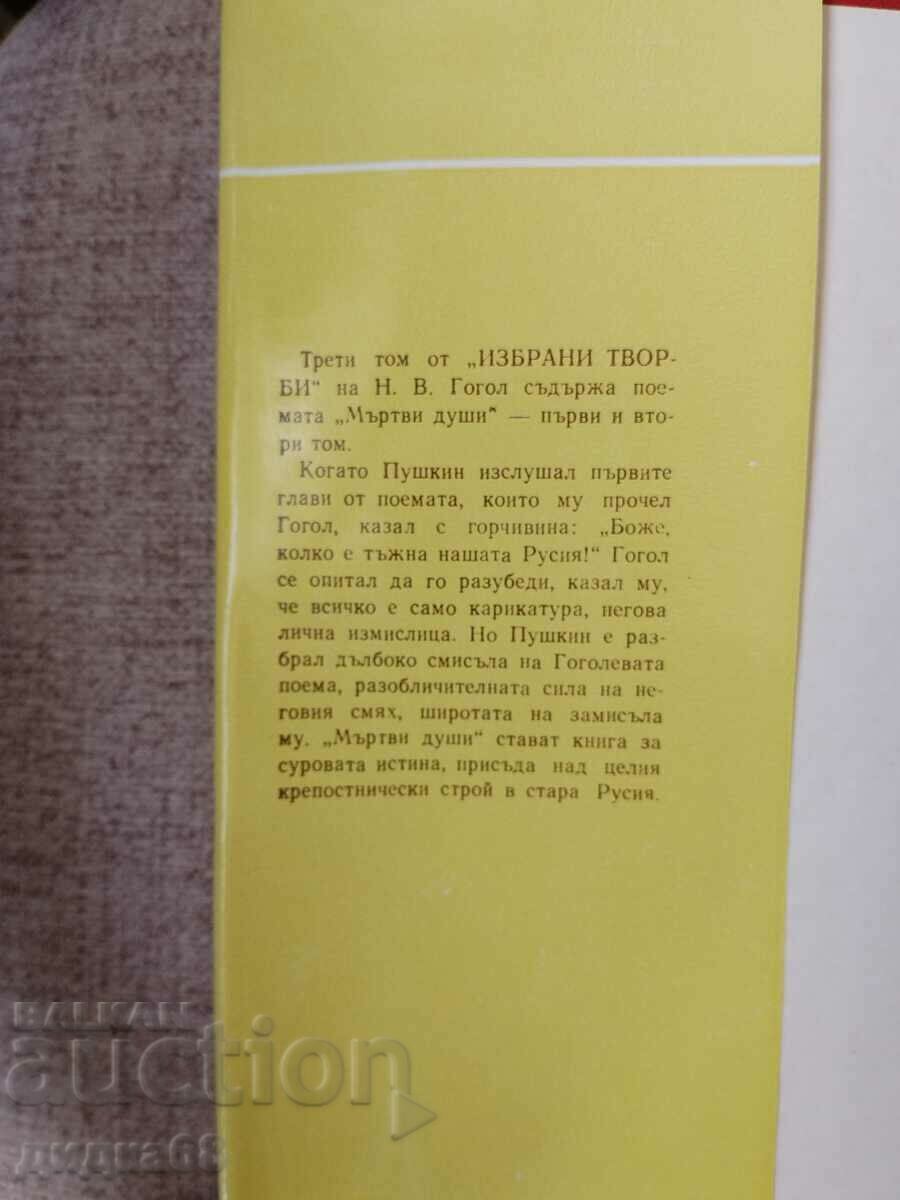 Трети том от „ИЗБРАНИ ТВОР-
БИ“ на Н. В. Гогол съдържа пое-
мата „Мъртви души“ — първи и вто-
ри том.
Когато Пушкин изслушал първите
глави от поемата, които му прочел
Гогол, казал с горчивина: „Боже,
колко е тъжна нашата Русия!“ Гогол
се опитал да го разубеди, казал му,
че всичко е само карикатура, негова
лична измислица. Но Пушкин е раз-
брал дълбоко смисъла на Гоголевата
поема, разобличителната сила на не-
говия смях, широтата на замисъла
му. „Мъртви души“ стават книга за
суровата истина, присъда над целия
крепостнически строй в стара Русия.
БALKAN
auction
дидка68